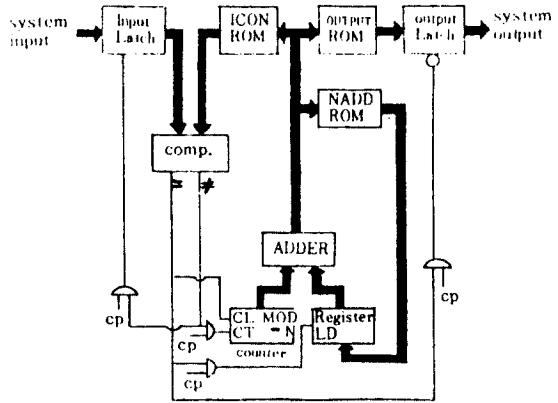 system
input
Input
Latch
ICON
ROM
OUTPUT
ROM
output
Latch
system
output
NADD
ROM
comp.
= ≠
ADDER
cp
CL MOD
CT -N
counter
Register
LD
cp
cp
cp